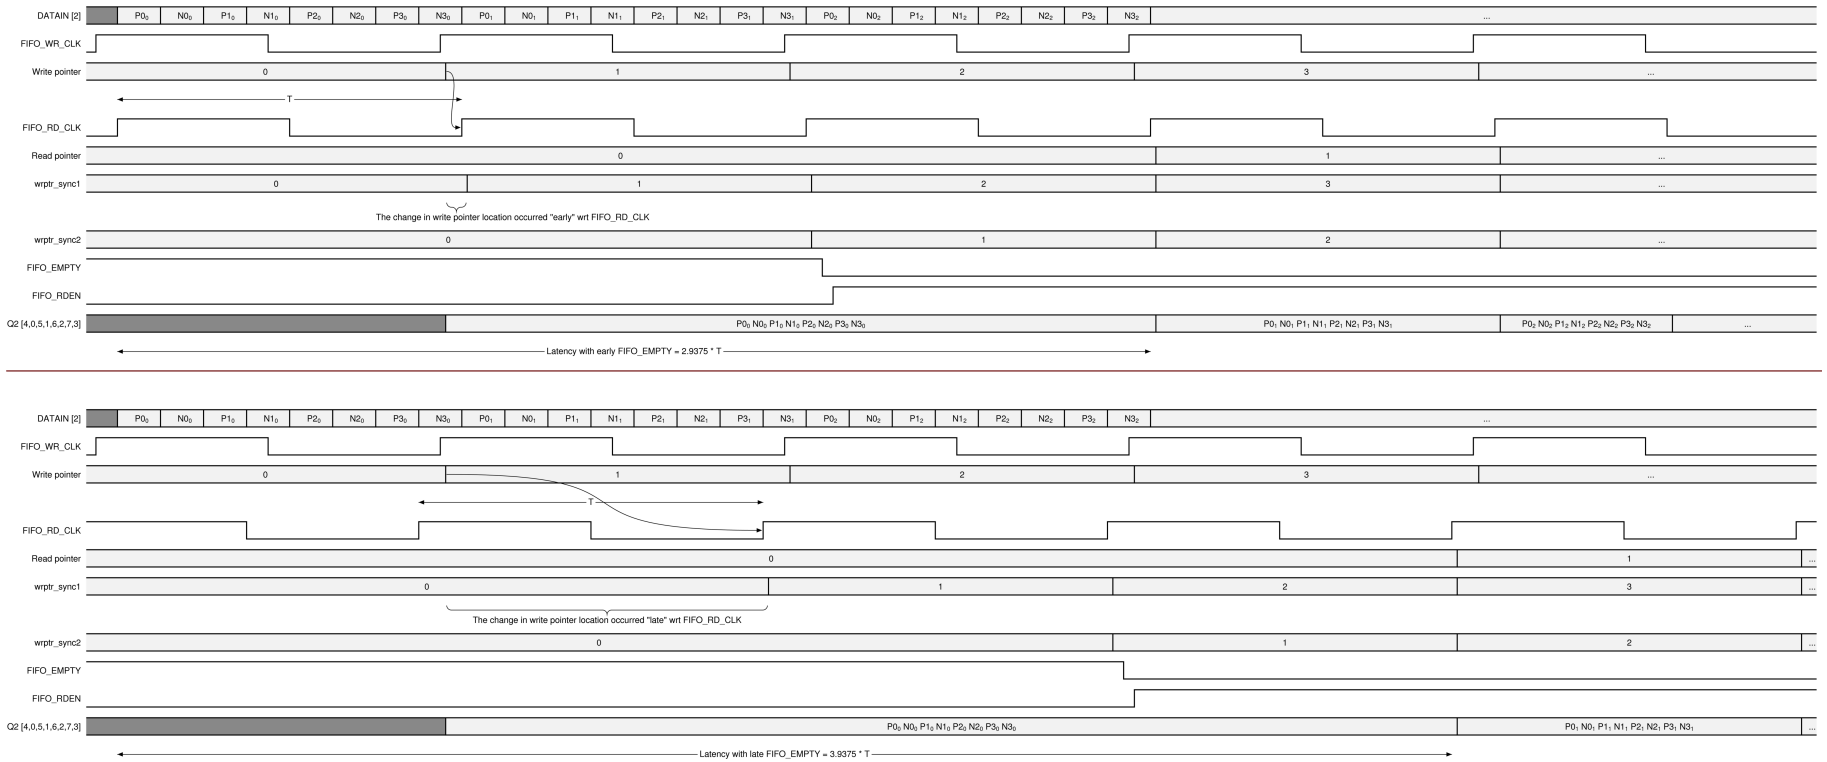 DATAIN [2] P0₀ N0₀ P1₀ N1₀ P2₀ N2₀ P3₀ N3₀ P0₁ N0₁ P1₁ N1₁ P2₁ N2₁ P3₁ N3₁ P0₂ N0₂ P1₂ N1₂ P2₂ N2₂ P3₂ N3₂ ...
FIFO_WR_CLK
Write pointer 0 1 2 3 ...
T
FIFO_RD_CLK
Read pointer 0 1 ...
wrptr_sync1 0 1 2 3 ...
The change in write pointer location occurred "early" wrt FIFO_RD_CLK
wrptr_sync2 0 1 2 ...
FIFO_EMPTY
FIFO_RDEN
Q2 [4,0,5,1,6,2,7,3] P0₀ N0₀ P1₀ N1₀ P2₀ N2₀ P3₀ N3₀ P0₁ N0₁ P1₁ N1₁ P2₁ N2₁ P3₁ N3₁ P0₂ N0₂ P1₂ N1₂ P2₂ N2₂ P3₂ N3₂ ...
Latency with early FIFO_EMPTY = 2.9375 * T
DATAIN [2] P0₀ N0₀ P1₀ N1₀ P2₀ N2₀ P3₀ N3₀ P0₁ N0₁ P1₁ N1₁ P2₁ N2₁ P3₁ N3₁ P0₂ N0₂ P1₂ N1₂ P2₂ N2₂ P3₂ N3₂ ...
FIFO_WR_CLK
Write pointer 0 1 2 3 ...
T
FIFO_RD_CLK
Read pointer 0 1 ...
wrptr_sync1 0 1 2 3 ...
The change in write pointer location occurred "late" wrt FIFO_RD_CLK
wrptr_sync2 0 1 2 ...
FIFO_EMPTY
FIFO_RDEN
Q2 [4,0,5,1,6,2,7,3] P0₀ N0₀ P1₀ N1₀ P2₀ N2₀ P3₀ N3₀ P0₁ N0₁ P1₁ N1₁ P2₁ N2₁ P3₁ N3₁ ...
Latency with late FIFO_EMPTY = 3.9375 * T